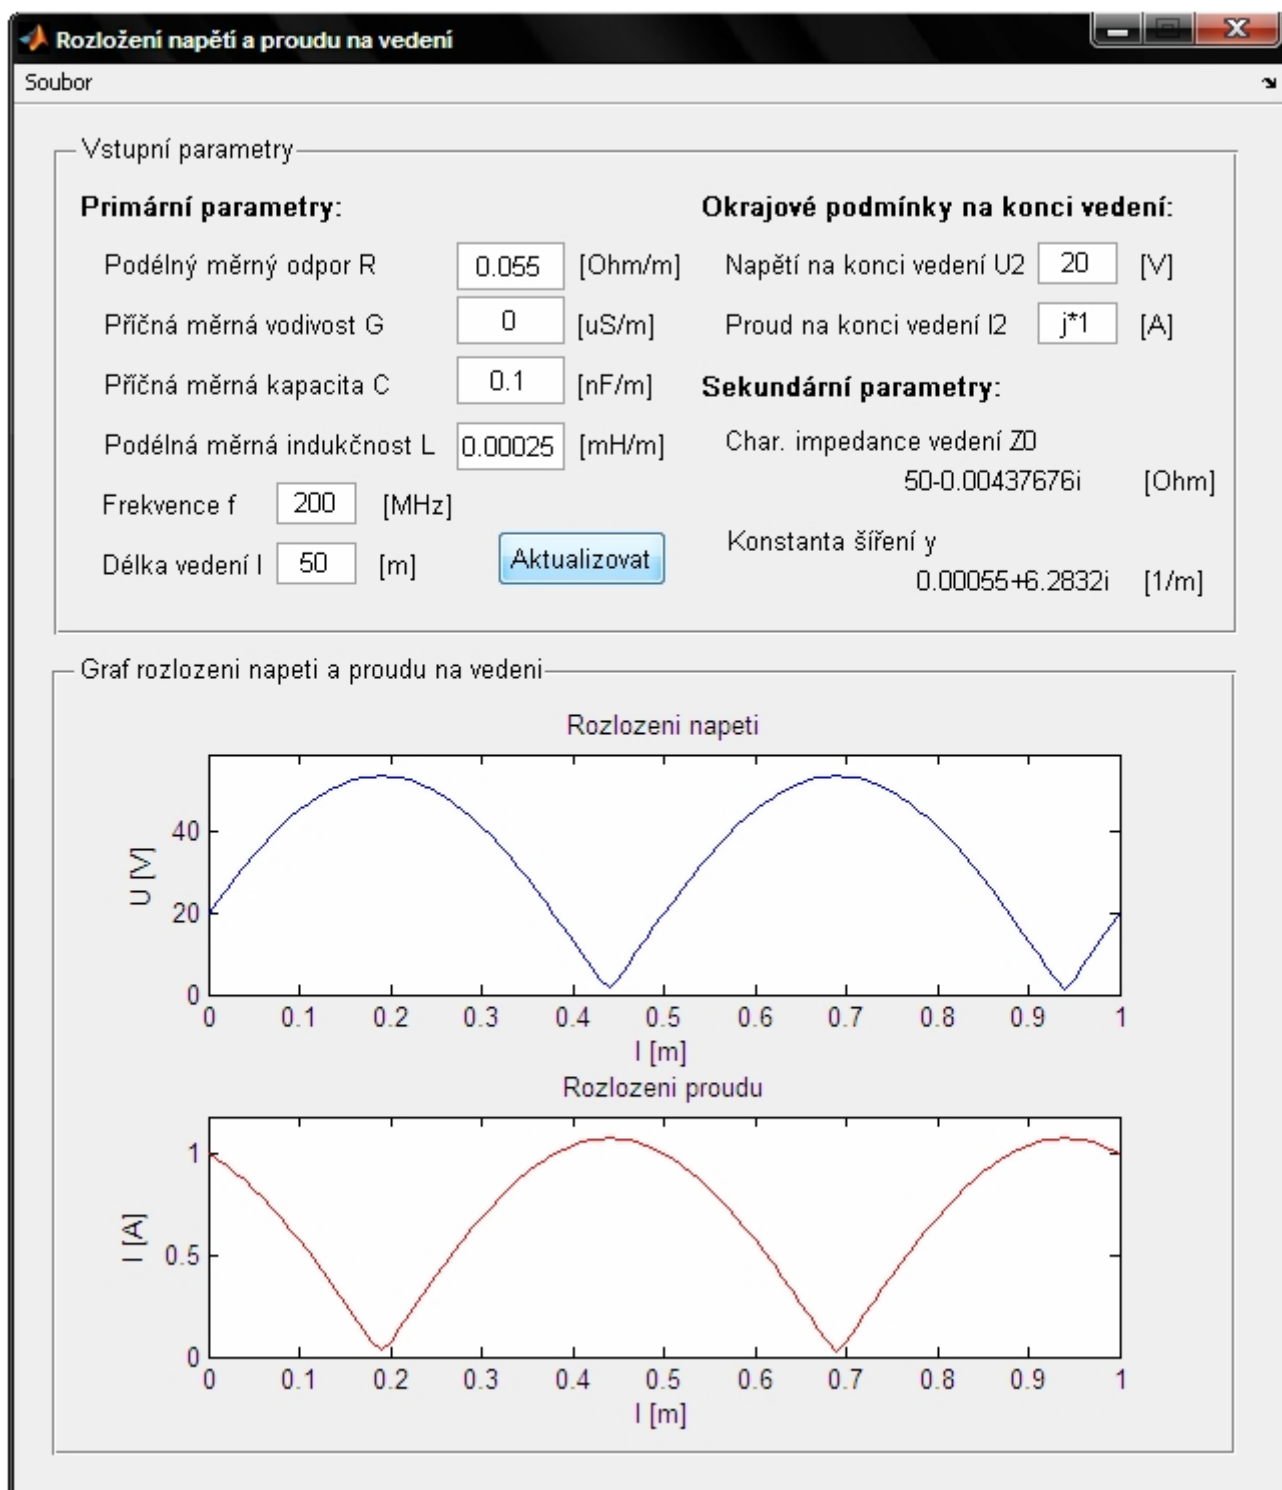 Rozložení napětí a proudu na vedení
Soubor
Vstupní parametry
Primární parametry:
Podélný měrný odpor R 0.055 [Ohm/m]
Příčná měrná vodivost G 0 [uS/m]
Příčná měrná kapacita C 0.1 [nF/m]
Podélná měrná indukčnost L 0.00025 [mH/m]
Frekvence f 200 [MHz]
Délka vedení l 50 [m]
Aktualizovat
Okrajové podmínky na konci vedení:
Napětí na konci vedení U2 20 [V]
Proud na konci vedení I2 j*1 [A]
Sekundární parametry:
Char. impedance vedení Z0
50-0.00437676i [Ohm]
Konstanta šíření y
0.00055+6.2832i [1/m]
Graf rozlozeni napeti a proudu na vedeni
Rozlozeni napeti
U [V]
40
20
0
0 0.1 0.2 0.3 0.4 0.5 0.6 0.7 0.8 0.9 1
l [m]
Rozlozeni proudu
I [A]
1
0.5
0
0 0.1 0.2 0.3 0.4 0.5 0.6 0.7 0.8 0.9 1
l [m]